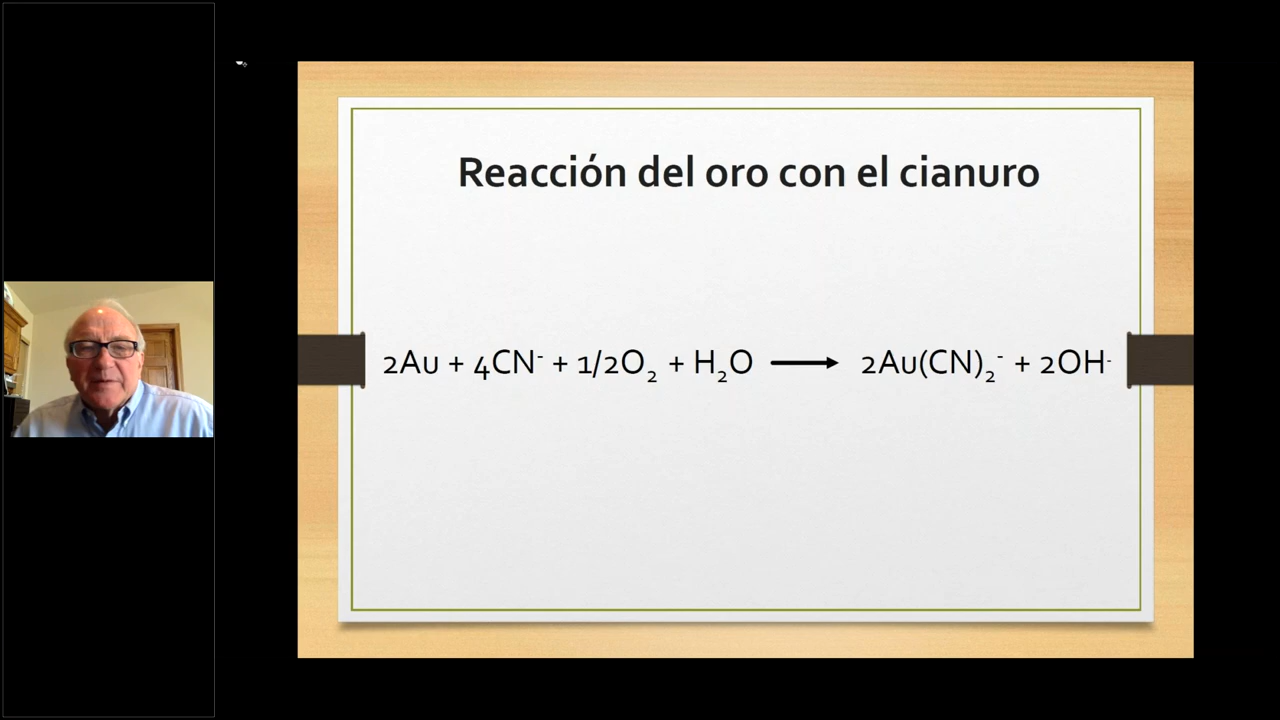 Reacción del oro con el cianuro
2Au + 4CN⁻ + 1/2O₂ + H₂O ⟶ 2Au(CN)₂⁻ + 2OH⁻